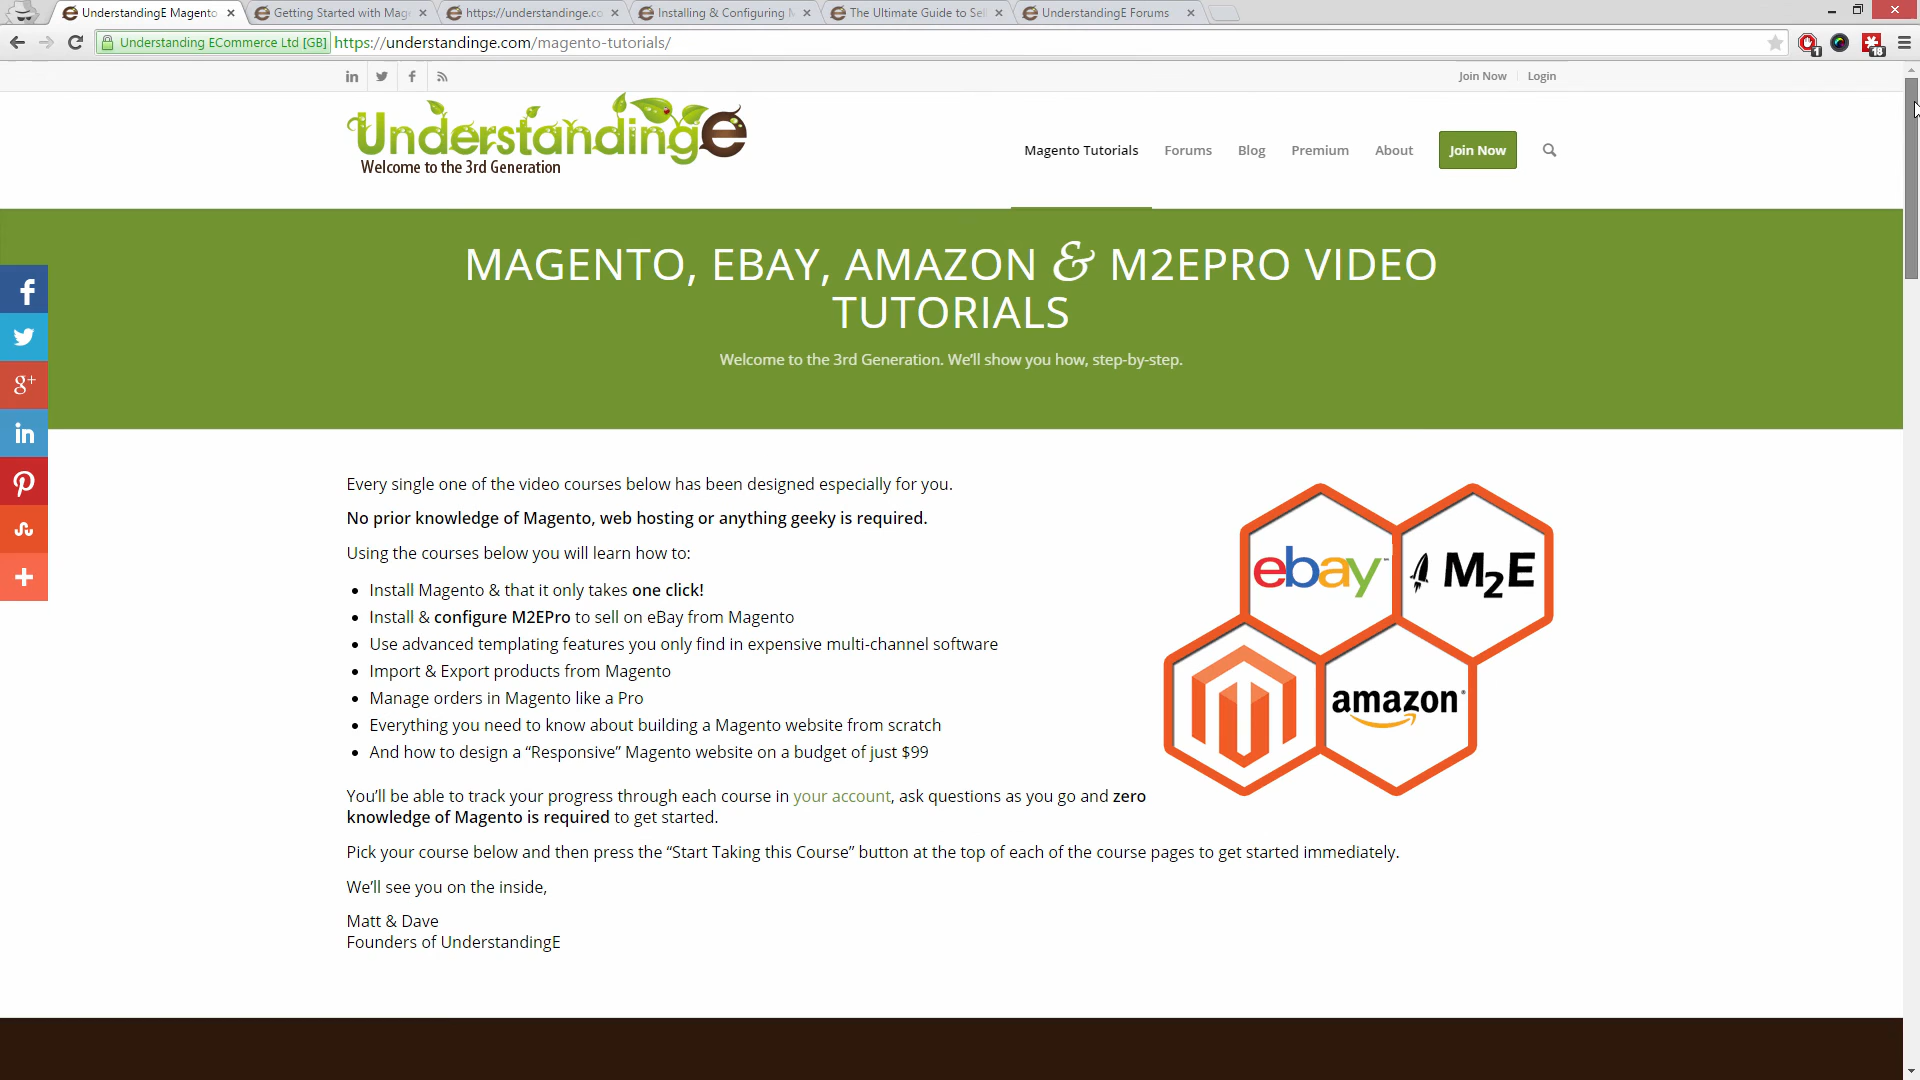 UnderstandingE Magento
Getting Started with Mag
https://understandinge.co
Installing & Configuring M
The Ultimate Guide to Sel
UnderstandingE Forums
Understanding ECommerce Ltd [GB]
https://understandinge.com/magento-tutorials/
1
18
Join Now
Login
UnderstandingE
Welcome to the 3rd Generation
Magento Tutorials
Forums
Blog
Premium
About
Join Now
MAGENTO, EBAY, AMAZON & M2EPRO VIDEO
TUTORIALS
Welcome to the 3rd Generation. We'll show you how, step-by-step.
Every single one of the video courses below has been designed especially for you.
No prior knowledge of Magento, web hosting or anything geeky is required.
Using the courses below you will learn how to:
Install Magento & that it only takes one click!
Install & configure M2EPro to sell on eBay from Magento
Use advanced templating features you only find in expensive multi-channel software
Import & Export products from Magento
Manage orders in Magento like a Pro
Everything you need to know about building a Magento website from scratch
And how to design a “Responsive” Magento website on a budget of just $99
ebay™
M2E
amazon®
You'll be able to track your progress through each course in your account, ask questions as you go and zero
knowledge of Magento is required to get started.
Pick your course below and then press the “Start Taking this Course” button at the top of each of the course pages to get started immediately.
We'll see you on the inside,
Matt & Dave
Founders of UnderstandingE